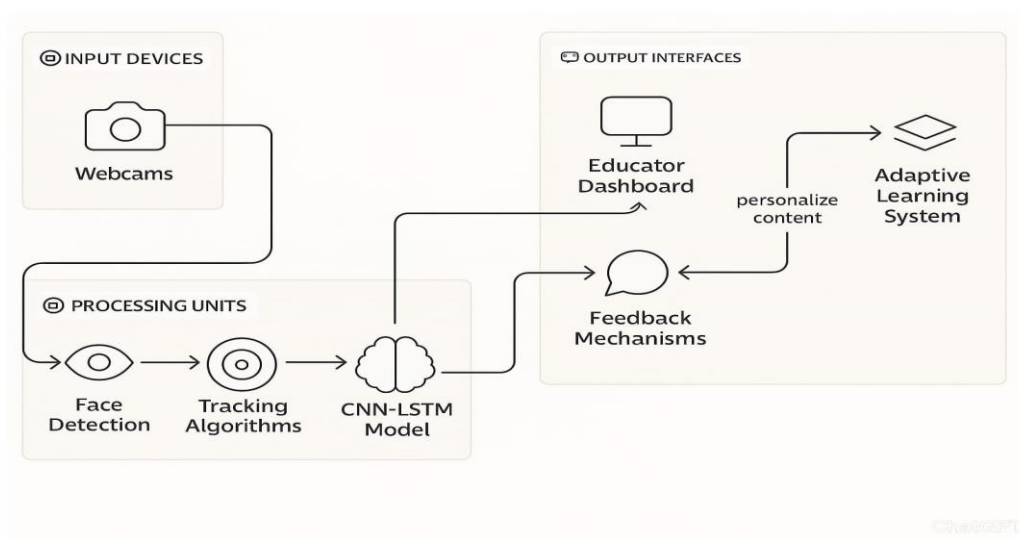 INPUT DEVICES
Webcams
OUTPUT INTERFACES
Educator
Dashboard
personalize
content
Adaptive
Learning
System
Feedback
Mechanisms
PROCESSING UNITS
Face
Detection
Tracking
Algorithms
CNN-LSTM
Model
ChatGPT